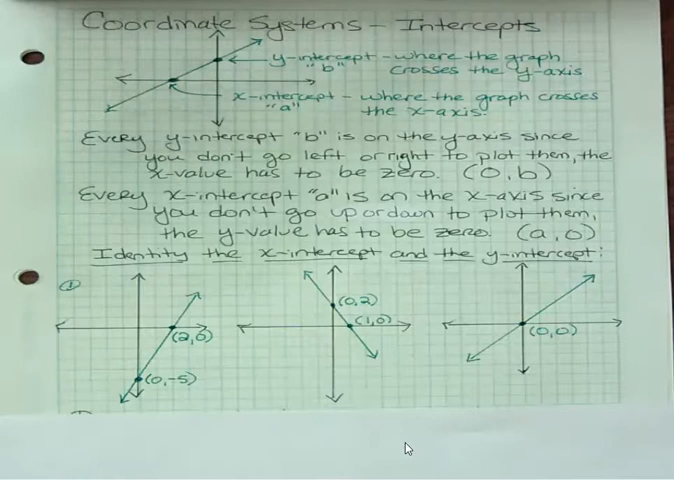 Coordinate Systems - Intercepts
y-intercept - where the graph
"b" crosses the y-axis
x-intercept - where the graph crosses
"a" the x-axis.
Every y-intercept "b" is on the y-axis since
you don't go left or right to plot them, the
x-value has to be zero. (0, b)
Every x-intercept "a" is on the x-axis since
you don't go up or down to plot them,
the y-value has to be zero. (a, 0)
Identity the x-intercept and the y-intercept:
①
(0, 2)
(1, 0)
(2, 0)
(0, 0)
(0, -5)